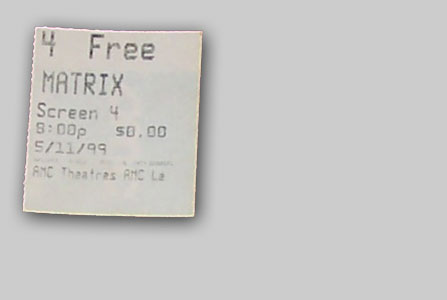 4 Free
MATRIX
Screen 4
8:00p $0.00
5/11/99
AMC Theatres AMC La